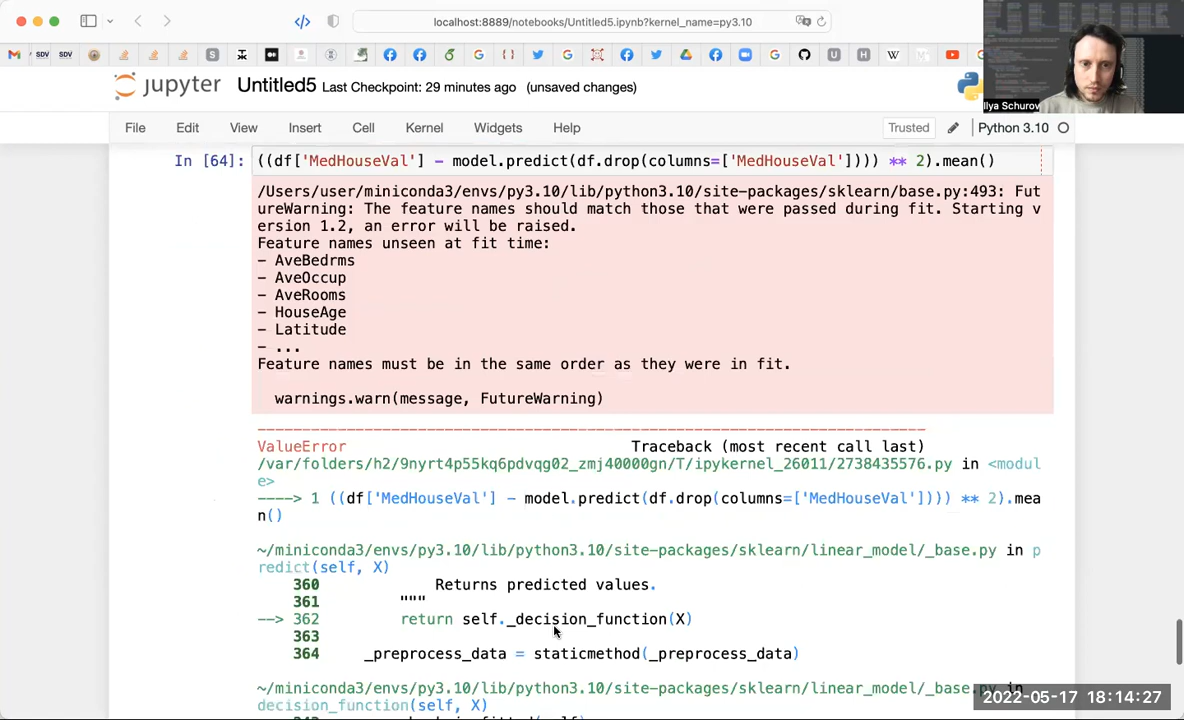 localhost:8889/notebooks/Untitled5.ipynb?kernel_name=py3.10
SDV SDV
Ilya Schurov
jupyter Untitled5 Last Checkpoint: 29 minutes ago (unsaved changes)
File Edit View Insert Cell Kernel Widgets Help Trusted Python 3.10
In [64]: ((df['MedHouseVal'] - model.predict(df.drop(columns=['MedHouseVal']))) ** 2).mean()
/Users/user/miniconda3/envs/py3.10/lib/python3.10/site-packages/sklearn/base.py:493: Fut
ureWarning: The feature names should match those that were passed during fit. Starting v
ersion 1.2, an error will be raised.
Feature names unseen at fit time:
- AveBedrms
- AveOccup
- AveRooms
- HouseAge
- Latitude
- ...
Feature names must be in the same order as they were in fit.
warnings.warn(message, FutureWarning)
ValueError Traceback (most recent call last)
/var/folders/h2/9nyrt4p55kq6pdvqg02_zmj40000gn/T/ipykernel_26011/2738435576.py in <modul
e>
----> 1 ((df['MedHouseVal'] - model.predict(df.drop(columns=['MedHouseVal']))) ** 2).mea
n()
~/miniconda3/envs/py3.10/lib/python3.10/site-packages/sklearn/linear_model/_base.py in p
redict(self, X)
360 Returns predicted values.
361 """
--> 362 return self._decision_function(X)
363
364 _preprocess_data = staticmethod(_preprocess_data)
~/miniconda3/envs/py3.10/lib/python3.10/site-packages/sklearn/linear_model/_base.py in _
decision_function(self, X)
2022-05-17 18:14:27